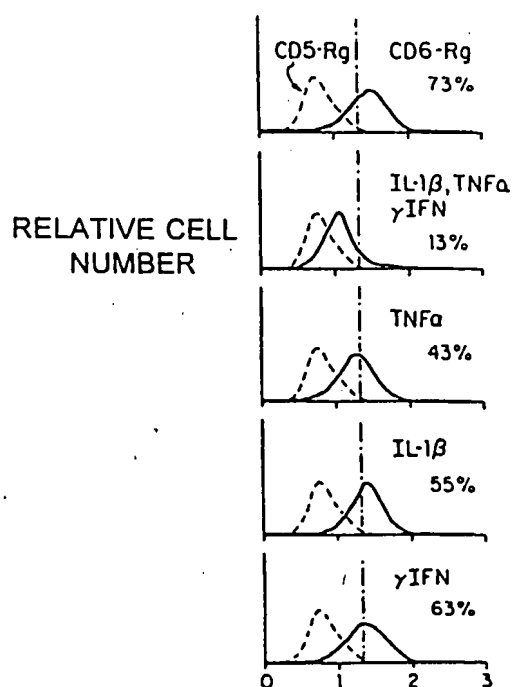 CD5-Rg CD6-Rg
73%
IL-1β, TNFα
γIFN
13%
RELATIVE CELL
NUMBER
TNFα
43%
IL-1β
55%
γIFN
63%
0 1 2 3